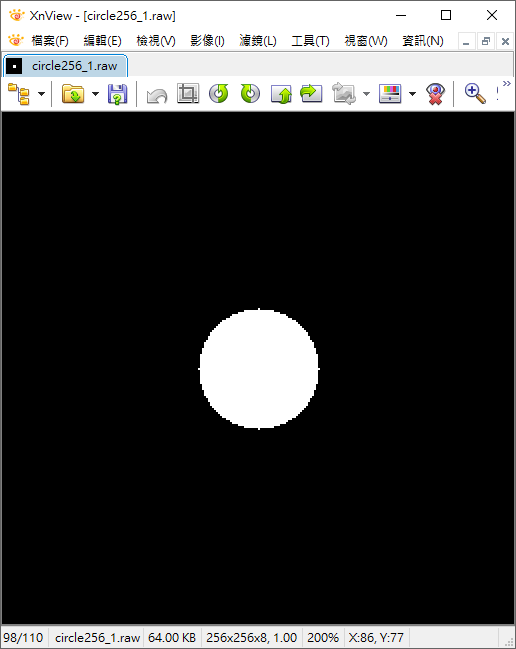 XnView - [circle256_1.raw]
檔案(F) 編輯(E) 檢視(V) 影像(I) 濾鏡(L) 工具(T) 視窗(W) 資訊(N)
circle256_1.raw
98/110 circle256_1.raw 64.00 KB 256x256x8, 1.00 200% X:86, Y:77